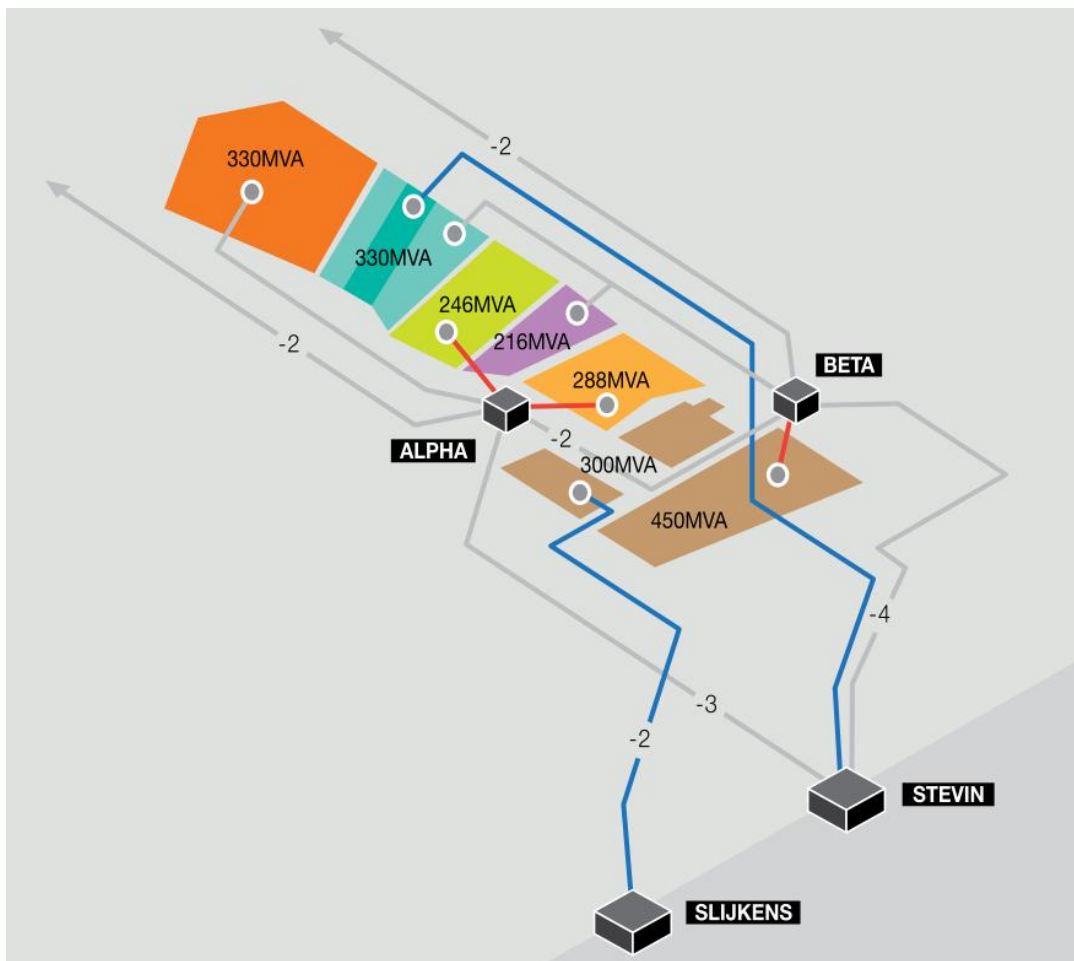 -2
330MVA
330MVA
-2
246MVA
216MVA
288MVA
BETA
ALPHA
-2
300MVA
450MVA
-4
-3
-2
STEVIN
SLIJKENS